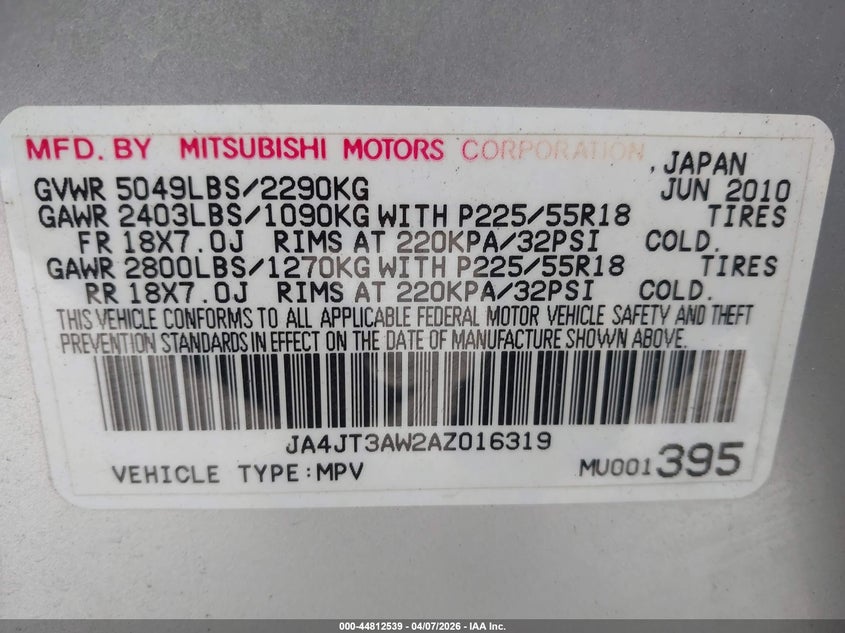 MFD. BY MITSUBISHI MOTORS CORPORATION, JAPAN
GVWR 5049LBS/2290KG JUN 2010
GAWR 2403LBS/1090KG WITH P225/55R18 TIRES
FR 18X7.0J RIMS AT 220KPA/32PSI COLD.
GAWR 2800LBS/1270KG WITH P225/55R18 TIRES
RR 18X7.0J RIMS AT 220KPA/32PSI COLD.
THIS VEHICLE CONFORMS TO ALL APPLICABLE FEDERAL MOTOR VEHICLE SAFETY AND THEFT
PREVENTION STANDARDS IN EFFECT ON THE DATE OF MANUFACTURE SHOWN ABOVE.
JA4JT3AW2AZ016319
VEHICLE TYPE:MPV MU001395
000-44812539 - 04/07/2026 - IAA Inc.